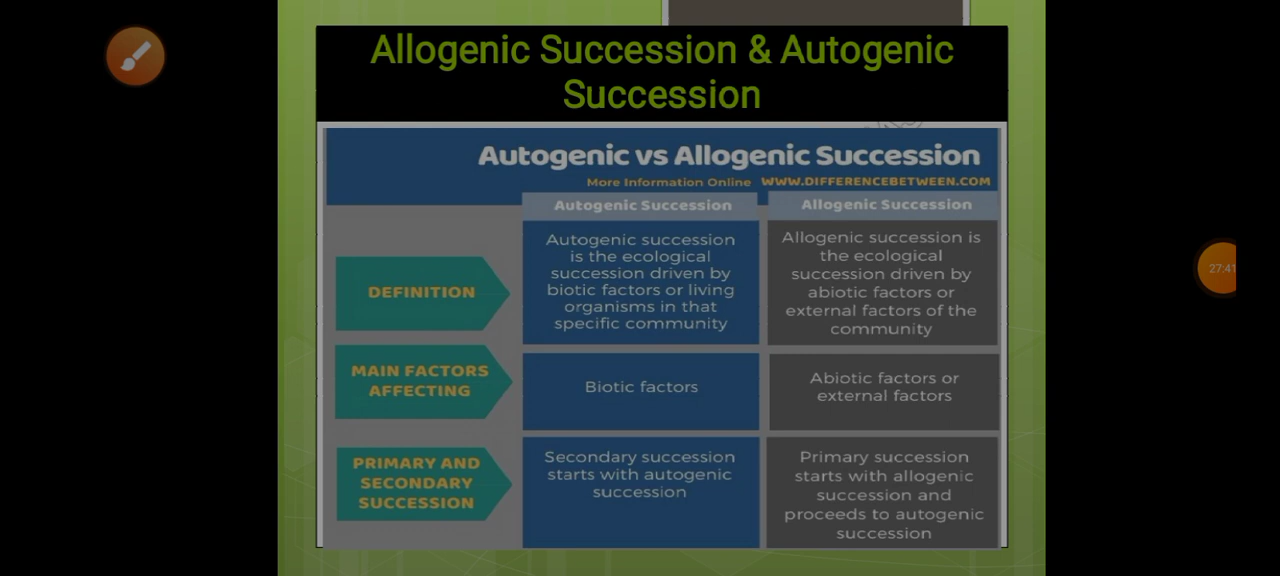 Allogenic Succession & Autogenic
Succession
Autogenic vs Allogenic Succession
More Information Online WWW.DIFFERENCEBETWEEN.COM
Autogenic Succession
Allogenic Succession
DEFINITION
Autogenic succession
is the ecological
succession driven by
biotic factors or living
organisms in that
specific community
Allogenic succession is
the ecological
succession driven by
abiotic factors or
external factors of the
community
MAIN FACTORS
AFFECTING
Biotic factors
Abiotic factors or
external factors
PRIMARY AND
SECONDARY
SUCCESSION
Secondary succession
starts with autogenic
succession
Primary succession
starts with allogenic
succession and
proceeds to autogenic
succession
27:41